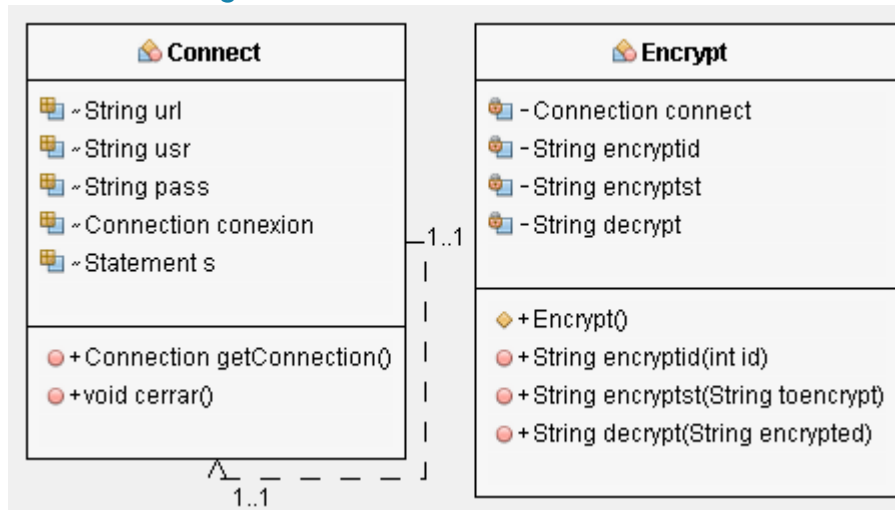 Connect
~String url
~String usr
~String pass
~Connection conexion
~Statement s
+Connection getConnection()
+void cerrar()
1..1
1..1
Encrypt
-Connection connect
-String encryptid
-String encryptst
-String decrypt
+Encrypt()
+String encryptid(int id)
+String encryptst(String toencrypt)
+String decrypt(String encrypted)